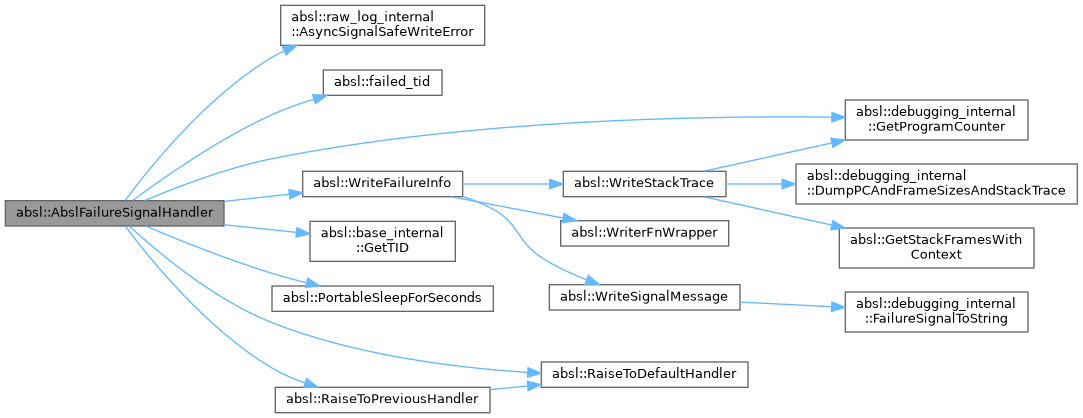 absl::raw_log_internal
::AsyncSignalSafeWriteError
absl::failed_tid
absl::debugging_internal
::GetProgramCounter
absl::WriteFailureInfo
absl::WriteStackTrace
absl::debugging_internal
::DumpPCAndFrameSizesAndStackTrace
absl::AbslFailureSignalHandler
absl::base_internal
::GetTID
absl::WriterFnWrapper
absl::GetStackFramesWith
Context
absl::PortableSleepForSeconds
absl::WriteSignalMessage
absl::debugging_internal
::FailureSignalToString
absl::RaiseToDefaultHandler
absl::RaiseToPreviousHandler